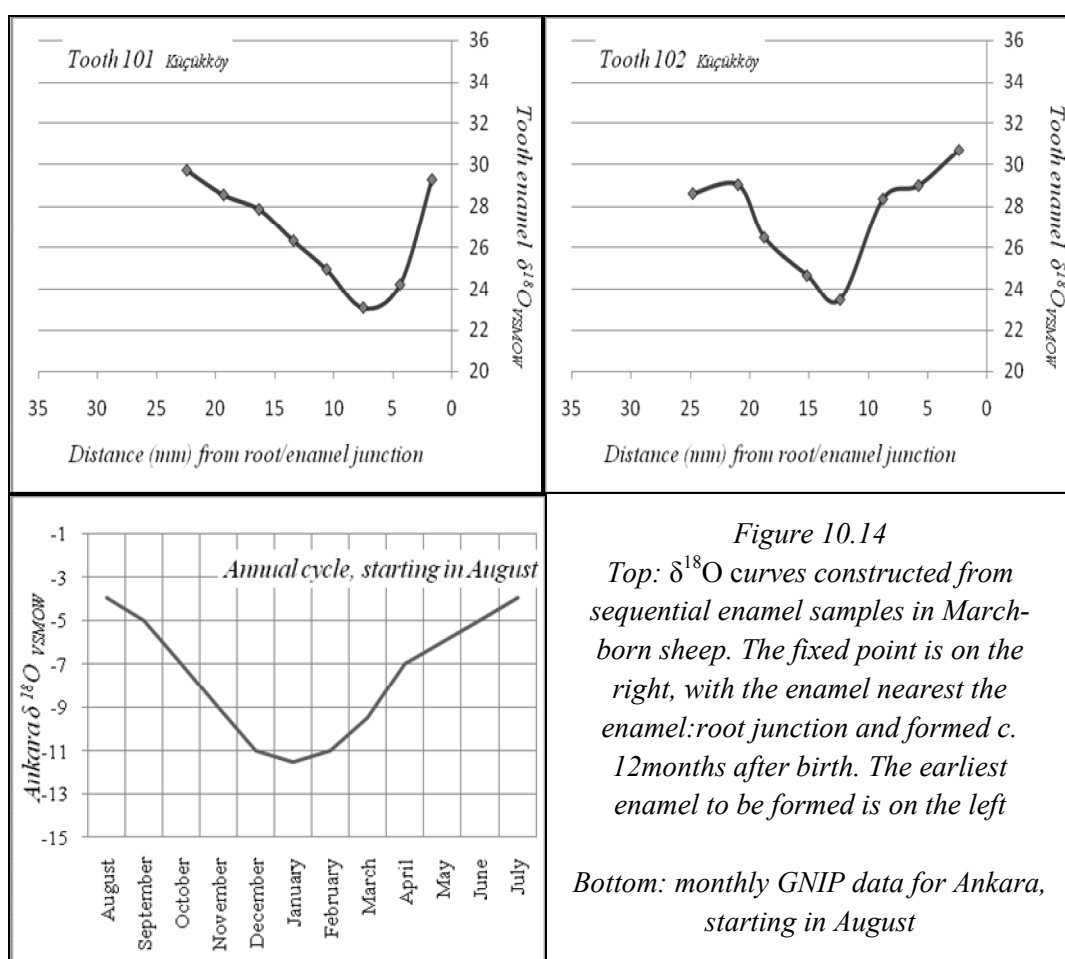 Tooth 101 Küçükköy
36
34
32
30
28
26
24
22
20
Tooth enamel δ¹⁸O VSMOW
35 30 25 20 15 10 5 0
Distance (mm) from root/enamel junction
Tooth 102 Küçükköy
36
34
32
30
28
26
24
22
20
Tooth enamel δ¹⁸O VSMOW
35 30 25 20 15 10 5 0
Distance (mm) from root/enamel junction
Annual cycle, starting in August
Ankara δ ¹⁸O VSMOW
-1
-3
-5
-7
-9
-11
-13
-15
August
September
October
November
December
January
February
March
April
May
June
July
Figure 10.14
Top: δ¹⁸O curves constructed from
sequential enamel samples in March-
born sheep. The fixed point is on the
right, with the enamel nearest the
enamel:root junction and formed c.
12months after birth. The earliest
enamel to be formed is on the left
Bottom: monthly GNIP data for Ankara,
starting in August